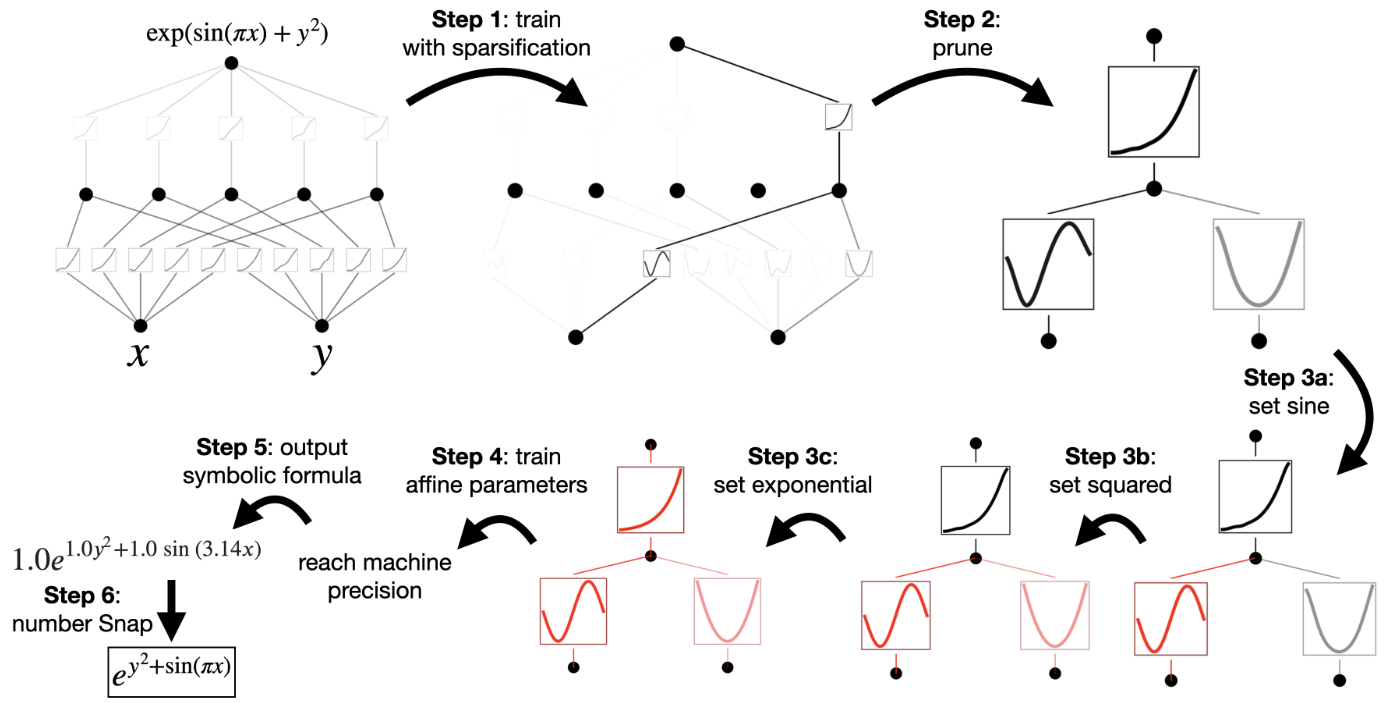 exp(sin(πx) + y²)
x
y
Step 1: train
with sparsification
Step 2:
prune
Step 3a:
set sine
Step 3b:
set squared
Step 3c:
set exponential
Step 4: train
affine parameters
reach machine
precision
Step 5: output
symbolic formula
1.0e^{1.0y²+1.0 sin (3.14x)}
Step 6:
number Snap
e^{y²+sin(πx)}